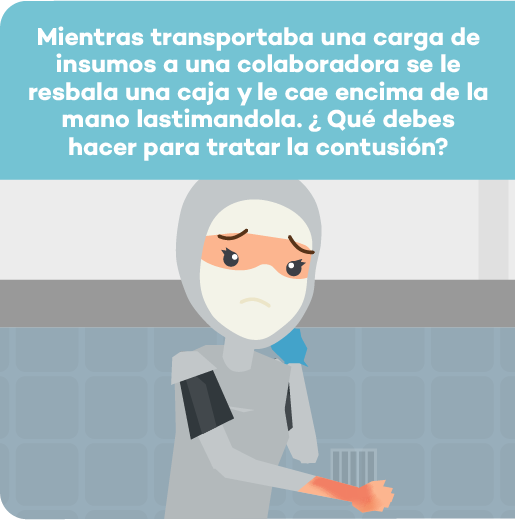 Mientras transportaba una carga de
insumos a una colaboradora se le
resbala una caja y le cae encima de la
mano lastimandola. ¿ Qué debes
hacer para tratar la contusión?